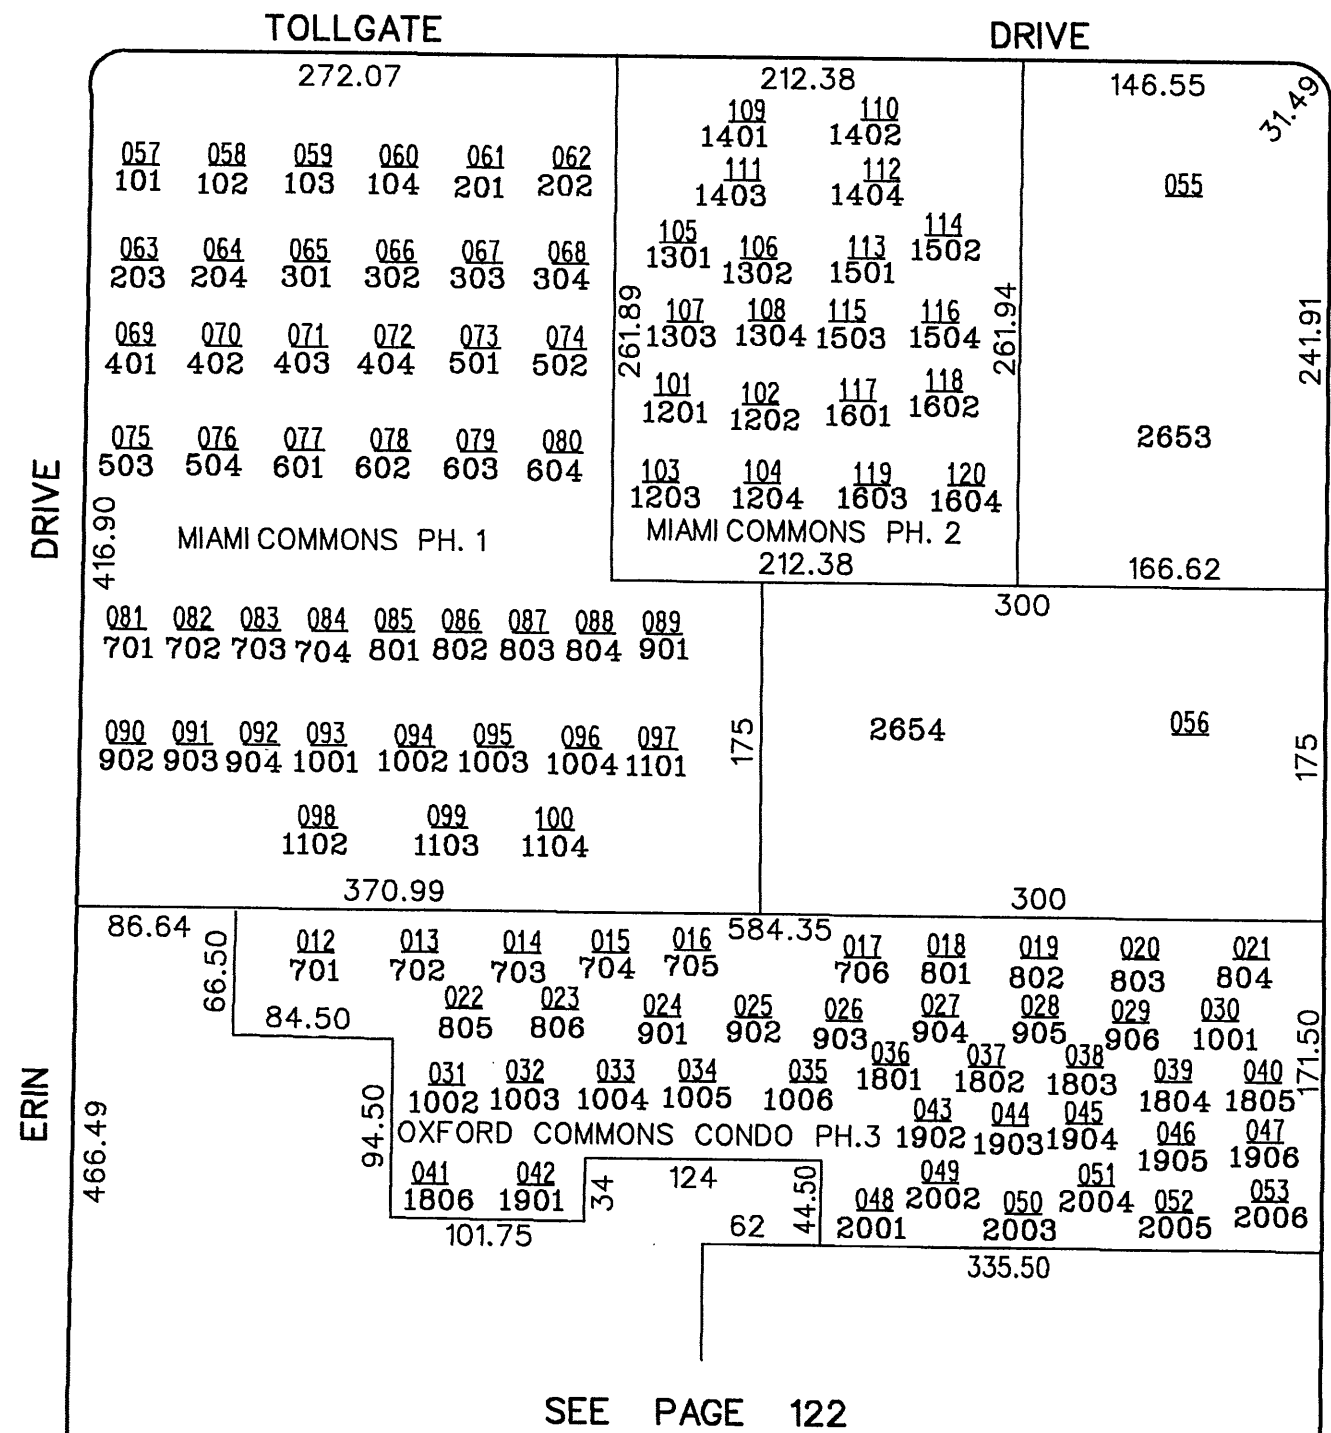 TOLLGATE DRIVE
272.07 212.38 146.55
31.49
109 110
1401 1402
057 058 059 060 061 062
101 102 103 104 201 202
111 112
1403 1404
055
063 064 065 066 067 068
203 204 301 302 303 304
105 106 113 114
1301 1302 1501 1502
261.89
261.94
241.91
069 070 071 072 073 074
401 402 403 404 501 502
107 108 115 116
1303 1304 1503 1504
101 102 117 118
1201 1202 1601 1602
075 076 077 078 079 080
503 504 601 602 603 604
2653
103 104 119 120
1203 1204 1603 1604
DRIVE
416.90
MIAMI COMMONS PH. 1
MIAMI COMMONS PH. 2
212.38
166.62
300
081 082 083 084 085 086 087 088 089
701 702 703 704 801 802 803 804 901
090 091 092 093 094 095 096 097
902 903 904 1001 1002 1003 1004 1101
175
2654
056
175
098 099 100
1102 1103 1104
370.99
300
86.64
66.50
584.35
012 013 014 015 016 017 018 019 020 021
701 702 703 704 705 706 801 802 803 804
84.50
022 023 024 025 026 027 028 029 030
805 806 901 902 903 904 905 906 1001
171.50
031 032 033 034 035 036 037 038 039 040
1002 1003 1004 1005 1006 1801 1802 1803 1804 1805
ERIN
466.49
94.50
OXFORD COMMONS CONDO PH.3
043 044 045 046 047
1902 1903 1904 1905 1906
041 042
1806 1901
34
124
44.50
048 049 050 051 052 053
2001 2002 2003 2004 2005 2006
101.75
62
335.50
SEE PAGE 122